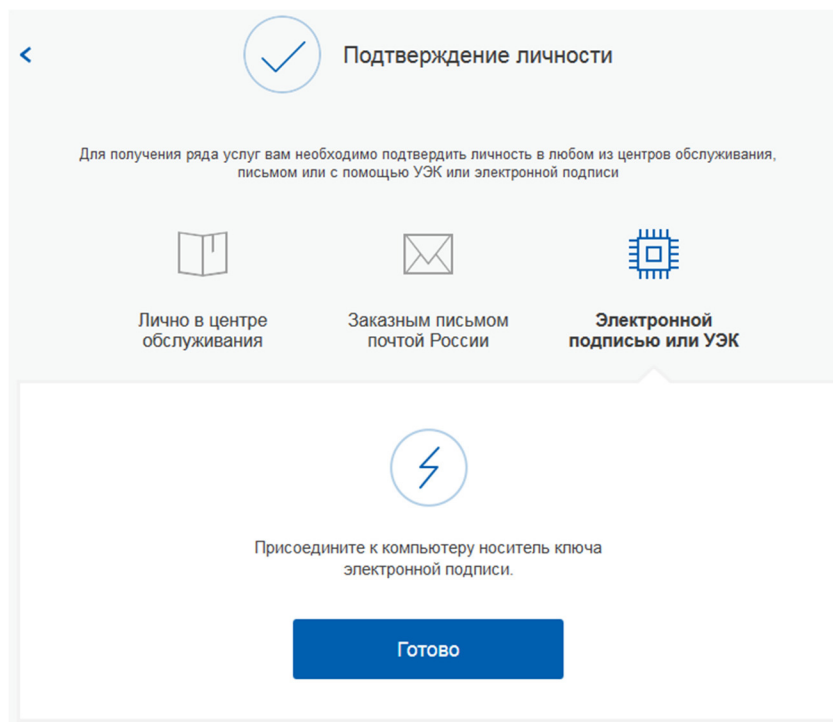 Подтверждение личности
Для получения ряда услуг вам необходимо подтвердить личность в любом из центров обслуживания,
письмом или с помощью УЭК или электронной подписи
Лично в центре
обслуживания
Заказным письмом
почтой России
Электронной
подписью или УЭК
Присоедините к компьютеру носитель ключа
электронной подписи.
Готово